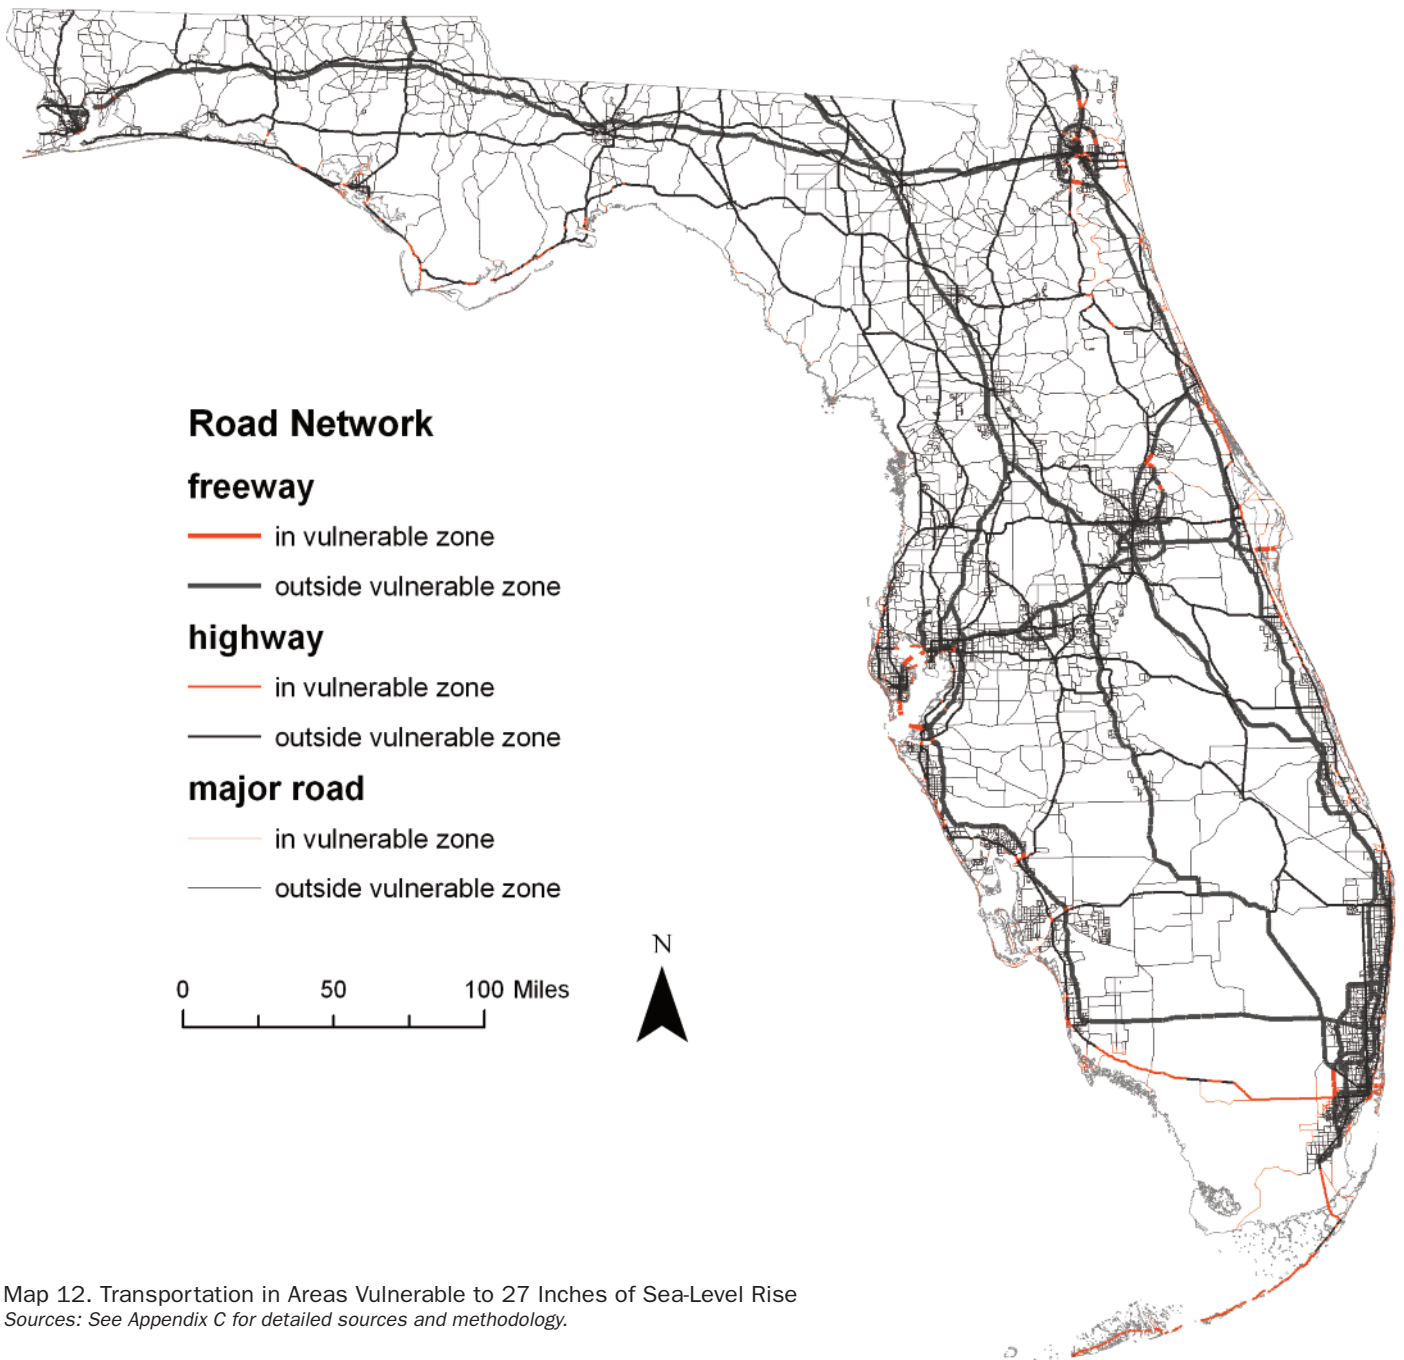 Road Network
freeway
in vulnerable zone
outside vulnerable zone
highway
in vulnerable zone
outside vulnerable zone
major road
in vulnerable zone
outside vulnerable zone
N
0 50 100 Miles
Map 12. Transportation in Areas Vulnerable to 27 Inches of Sea-Level Rise
Sources: See Appendix C for detailed sources and methodology.